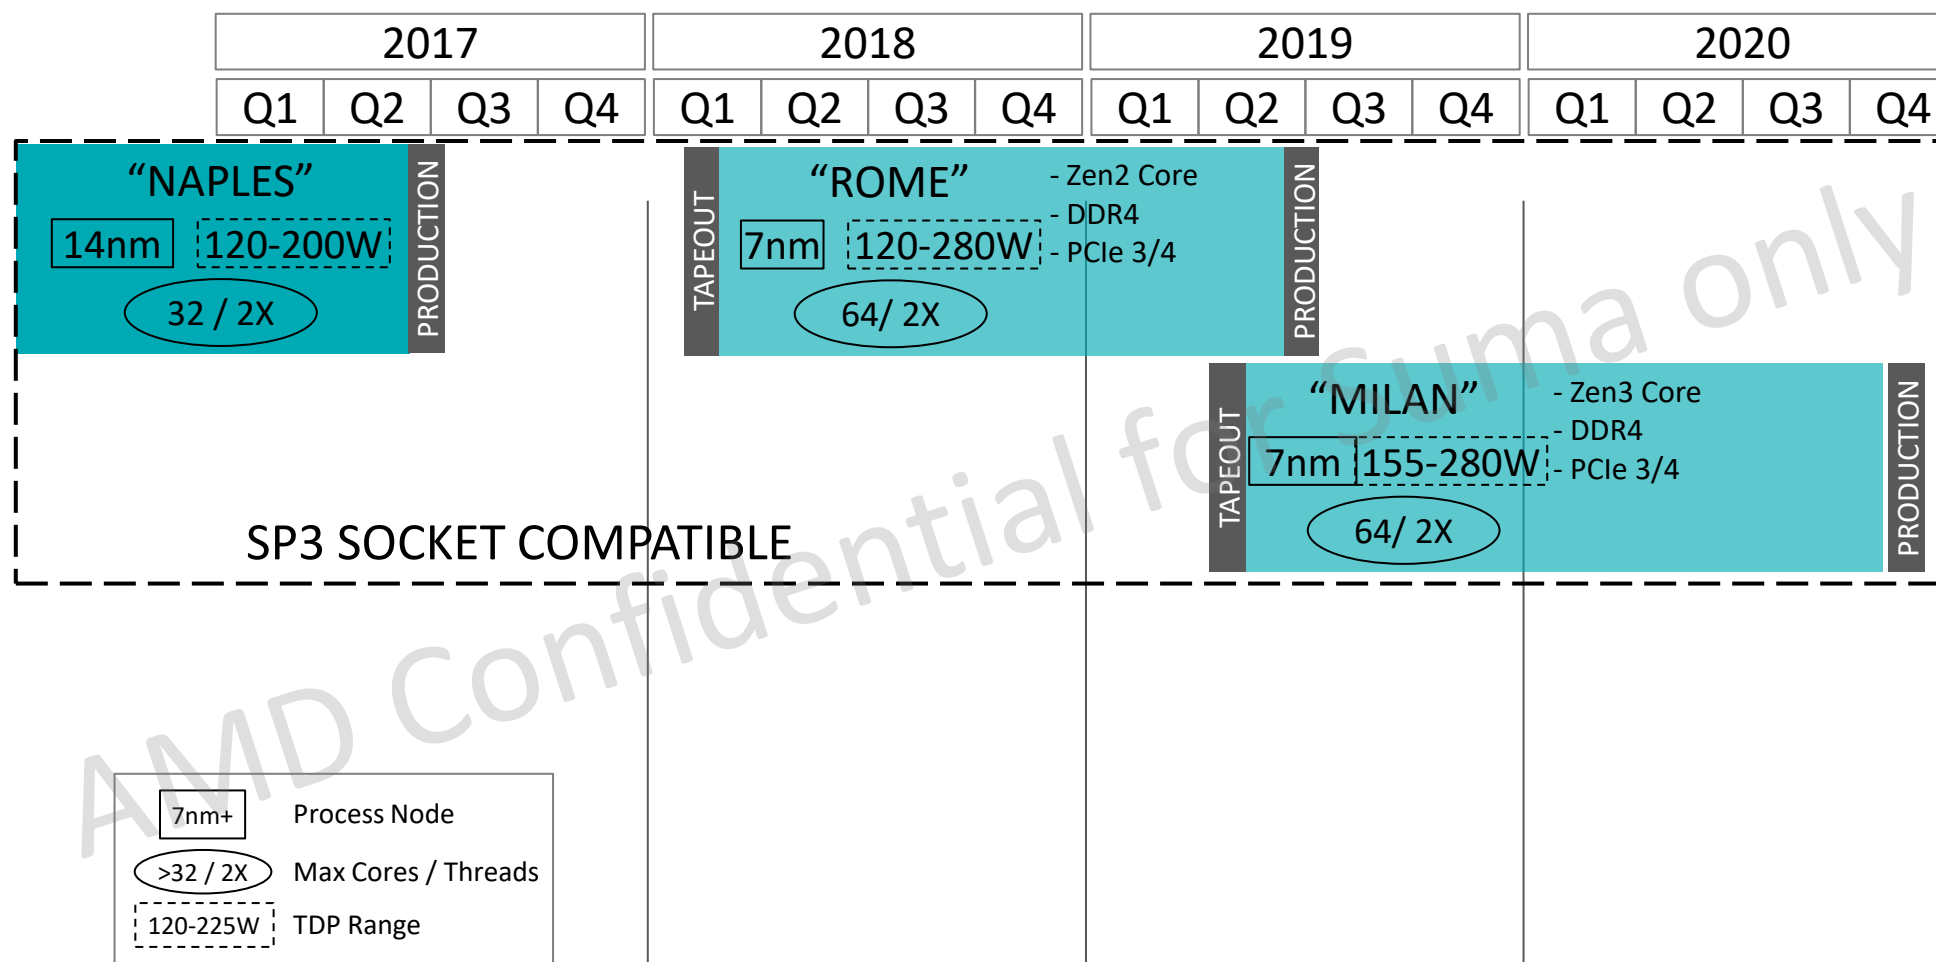 2017 2018 2019 2020
Q1 Q2 Q3 Q4 Q1 Q2 Q3 Q4 Q1 Q2 Q3 Q4 Q1 Q2 Q3 Q4
“NAPLES”
14nm 120-200W
32 / 2X
PRODUCTION
TAPEOUT
“ROME”
7nm 120-280W
64/ 2X
- Zen2 Core
- DDR4
- PCIe 3/4
PRODUCTION
TAPEOUT
“MILAN”
7nm 155-280W
64/ 2X
- Zen3 Core
- DDR4
- PCIe 3/4
PRODUCTION
SP3 SOCKET COMPATIBLE
AMD Confidential for Suma only
7nm+ Process Node
>32 / 2X Max Cores / Threads
120-225W TDP Range